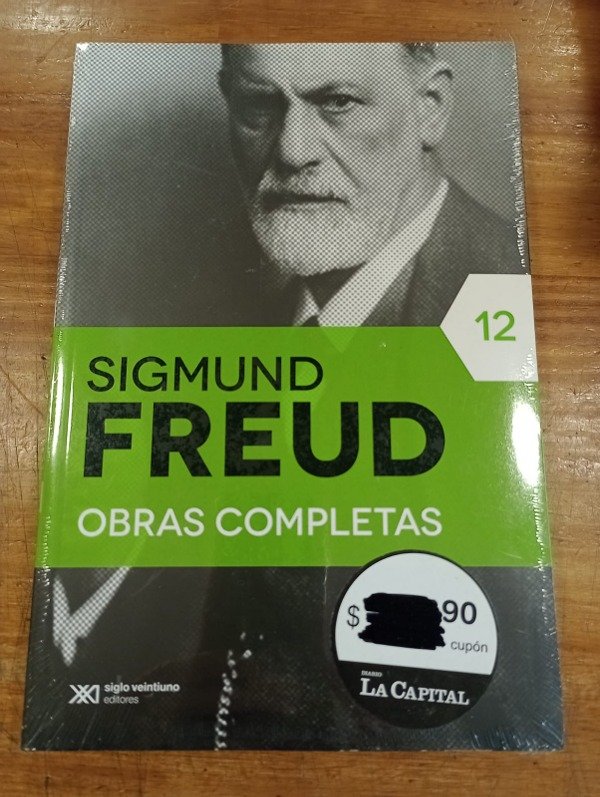 12
SIGMUND
FREUD
OBRAS COMPLETAS
$ 90
cupón
DIARIO
LA CAPITAL
siglo veintiuno
editores